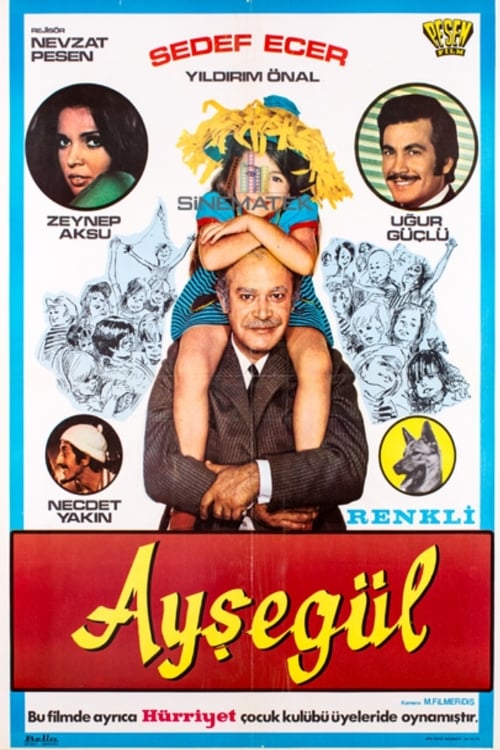 REJİSÖR
NEVZAT
PESEN
SEDEF ECER
YILDIRIM ÖNAL
PESEN
FİLM
SİNEMATEK
ZEYNEP
AKSU
UĞUR
GÜÇLÜ
NECDET
YAKIN
RENKLİ
Ayşegül
Kamera: M.FİLMERİDİS
Bu filmde ayrıca Hürriyet çocuk kulübü üyeleride oynamıştır.
Bella